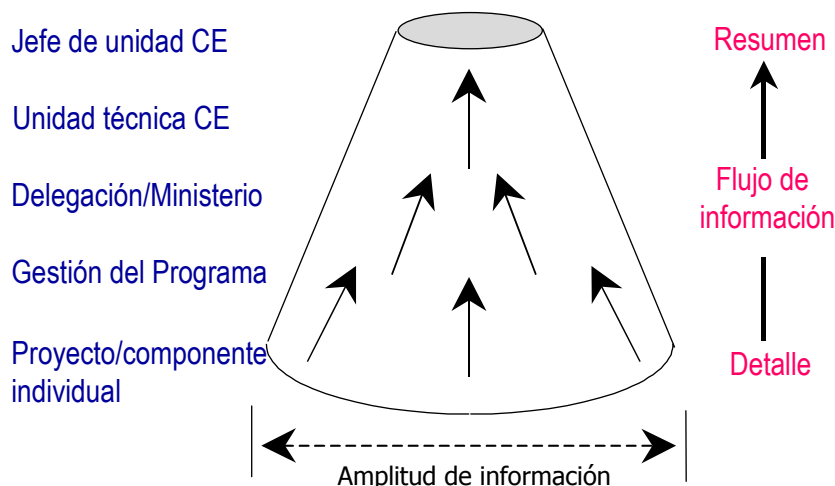 Jefe de unidad CE
Unidad técnica CE
Delegación/Ministerio
Gestión del Programa
Proyecto/componente
individual
Resumen
Flujo de
información
Detalle
Amplitud de información